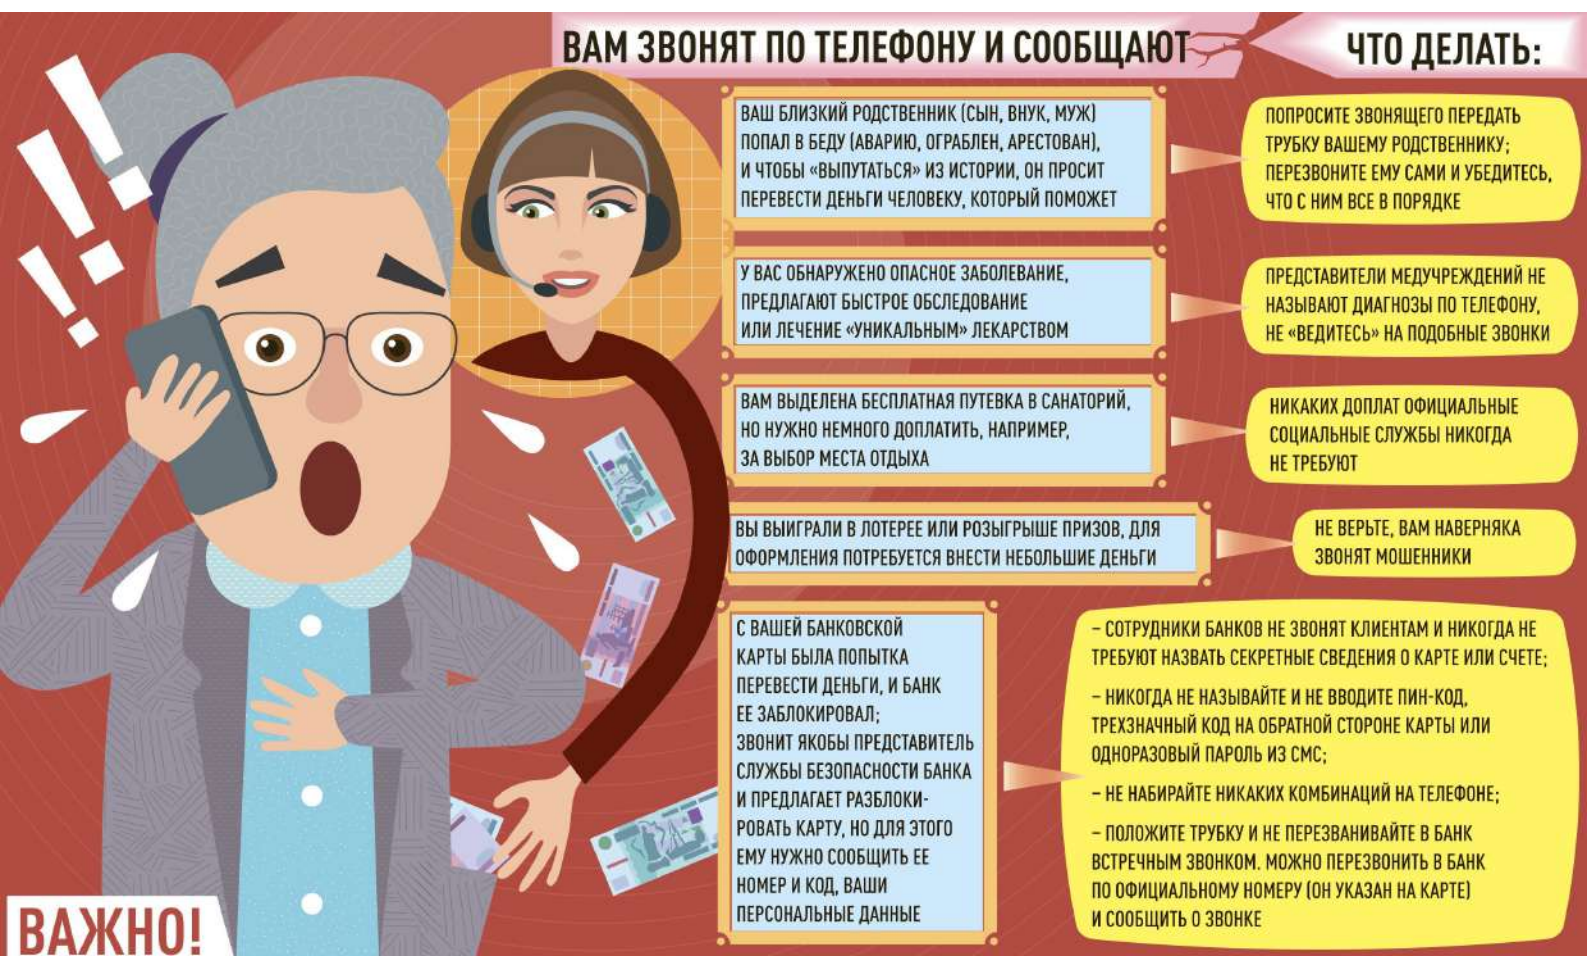 ВАМ ЗВОНЯТ ПО ТЕЛЕФОНУ И СООБЩАЮТ
ЧТО ДЕЛАТЬ:
ВАШ БЛИЗКИЙ РОДСТВЕННИК (СЫН, ВНУК, МУЖ)
ПОПАЛ В БЕДУ (АВАРИЮ, ОГРАБЛЕН, АРЕСТОВАН),
И ЧТОБЫ «ВЫПУТАТЬСЯ» ИЗ ИСТОРИИ, ОН ПРОСИТ
ПЕРЕВЕСТИ ДЕНЬГИ ЧЕЛОВЕКУ, КОТОРЫЙ ПОМОЖЕТ
ПОПРОСИТЕ ЗВОНЯЩЕГО ПЕРЕДАТЬ
ТРУБКУ ВАШЕМУ РОДСТВЕННИКУ;
ПЕРЕЗВОНИТЕ ЕМУ САМИ И УБЕДИТЕСЬ,
ЧТО С НИМ ВСЕ В ПОРЯДКЕ
У ВАС ОБНАРУЖЕНО ОПАСНОЕ ЗАБОЛЕВАНИЕ,
ПРЕДЛАГАЮТ БЫСТРОЕ ОБСЛЕДОВАНИЕ
ИЛИ ЛЕЧЕНИЕ «УНИКАЛЬНЫМ» ЛЕКАРСТВОМ
ПРЕДСТАВИТЕЛИ МЕДУЧРЕЖДЕНИЙ НЕ
НАЗЫВАЮТ ДИАГНОЗЫ ПО ТЕЛЕФОНУ,
НЕ «ВЕДИТЕСЬ» НА ПОДОБНЫЕ ЗВОНКИ
ВАМ ВЫДЕЛЕНА БЕСПЛАТНАЯ ПУТЕВКА В САНАТОРИЙ,
НО НУЖНО НЕМНОГО ДОПЛАТИТЬ, НАПРИМЕР,
ЗА ВЫБОР МЕСТА ОТДЫХА
НИКАКИХ ДОПЛАТ ОФИЦИАЛЬНЫЕ
СОЦИАЛЬНЫЕ СЛУЖБЫ НИКОГДА
НЕ ТРЕБУЮТ
ВЫ ВЫИГРАЛИ В ЛОТЕРЕЕ ИЛИ РОЗЫГРЫШЕ ПРИЗОВ, ДЛЯ
ОФОРМЛЕНИЯ ПОТРЕБУЕТСЯ ВНЕСТИ НЕБОЛЬШИЕ ДЕНЬГИ
НЕ ВЕРЬТЕ, ВАМ НАВЕРНЯКА
ЗВОНЯТ МОШЕННИКИ
С ВАШЕЙ БАНКОВСКОЙ
КАРТЫ БЫЛА ПОПЫТКА
ПЕРЕВЕСТИ ДЕНЬГИ, И БАНК
ЕЕ ЗАБЛОКИРОВАЛ;
ЗВОНИТ ЯКОБЫ ПРЕДСТАВИТЕЛЬ
СЛУЖБЫ БЕЗОПАСНОСТИ БАНКА
И ПРЕДЛАГАЕТ РАЗБЛОКИ-
РОВАТЬ КАРТУ, НО ДЛЯ ЭТОГО
ЕМУ НУЖНО СООБЩИТЬ ЕЕ
НОМЕР И КОД, ВАШИ
ПЕРСОНАЛЬНЫЕ ДАННЫЕ
– СОТРУДНИКИ БАНКОВ НЕ ЗВОНЯТ КЛИЕНТАМ И НИКОГДА НЕ
ТРЕБУЮТ НАЗВАТЬ СЕКРЕТНЫЕ СВЕДЕНИЯ О КАРТЕ ИЛИ СЧЕТЕ;
– НИКОГДА НЕ НАЗЫВАЙТЕ И НЕ ВВОДИТЕ ПИН-КОД,
ТРЕХЗНАЧНЫЙ КОД НА ОБРАТНОЙ СТОРОНЕ КАРТЫ ИЛИ
ОДНОРАЗОВЫЙ ПАРОЛЬ ИЗ СМС;
– НЕ НАБИРАЙТЕ НИКАКИХ КОМБИНАЦИЙ НА ТЕЛЕФОНЕ;
– ПОЛОЖИТЕ ТРУБКУ И НЕ ПЕРЕЗВАНИВАЙТЕ В БАНК
ВСТРЕЧНЫМ ЗВОНКОМ. МОЖНО ПЕРЕЗВОНИТЬ В БАНК
ПО ОФИЦИАЛЬНОМУ НОМЕРУ (ОН УКАЗАН НА КАРТЕ)
И СООБЩИТЬ О ЗВОНКЕ
ВАЖНО!